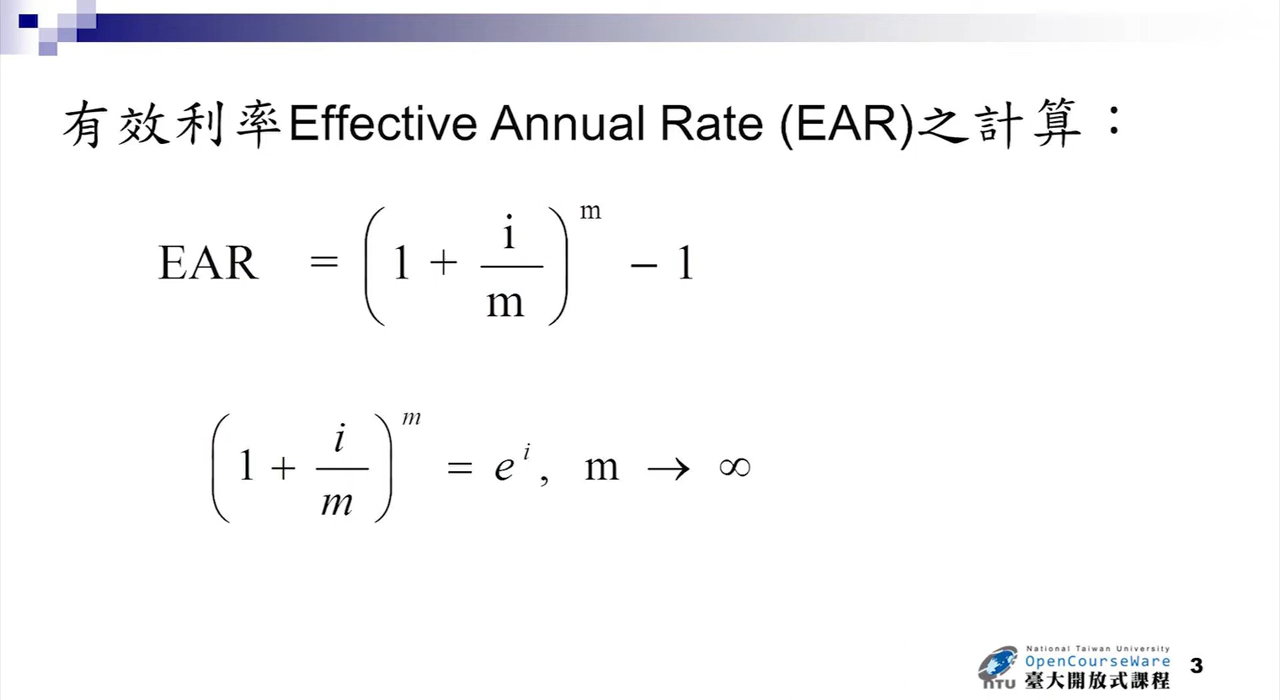 有效利率Effective Annual Rate (EAR)之計算：
EAR = ( 1 + i/m )^m − 1
( 1 + i/m )^m = e^i, m → ∞
National Taiwan University
OpenCourseWare
NTU 臺大開放式課程
3